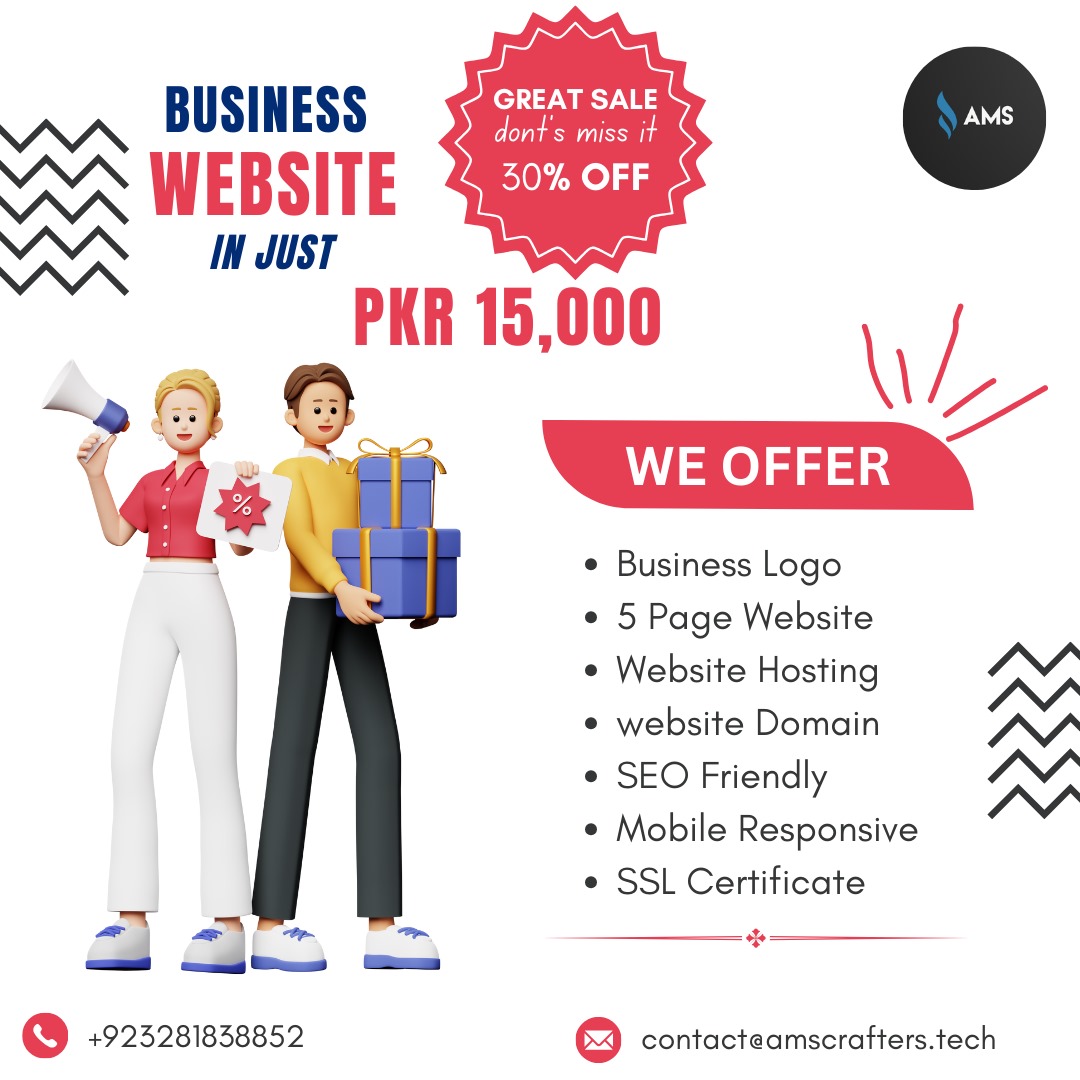 BUSINESS
WEBSITE
IN JUST
PKR 15,000
GREAT SALE
dont's miss it
30% OFF
AMS
%
WE OFFER
Business Logo
5 Page Website
Website Hosting
website Domain
SEO Friendly
Mobile Responsive
SSL Certificate
+923281838852
contact@amscrafters.tech